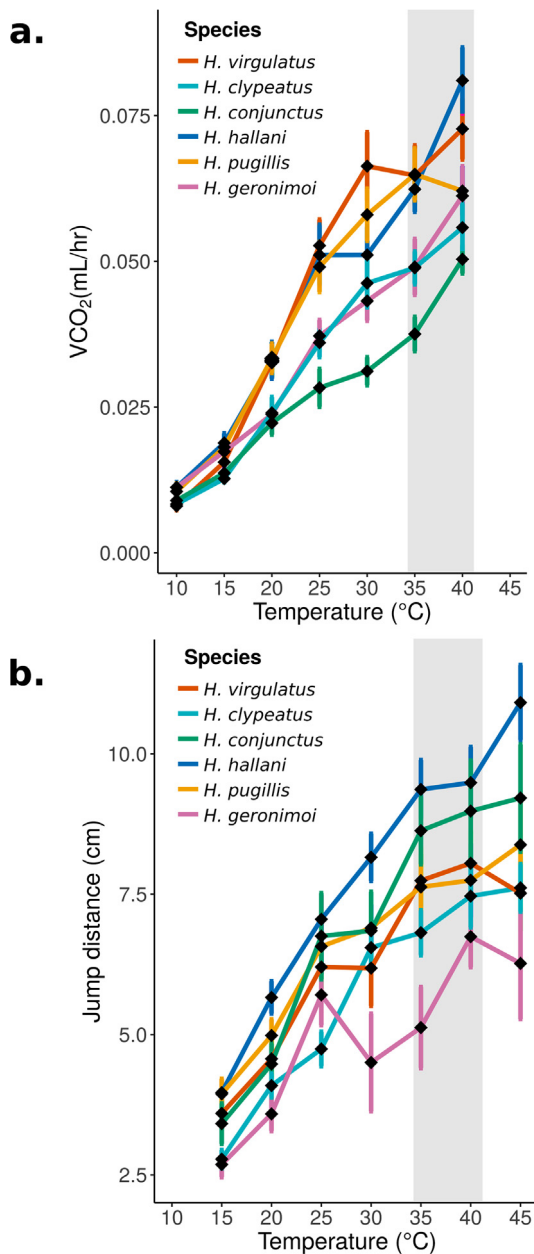 a.
Species
H. virgulatus
H. clypeatus
H. conjunctus
H. hallani
H. pugillis
H. geronimoi
VCO₂(mL/hr)
0.075
0.050
0.025
0.000
10 15 20 25 30 35 40 45
Temperature (°C)
b.
Species
H. virgulatus
H. clypeatus
H. conjunctus
H. hallani
H. pugillis
H. geronimoi
Jump distance (cm)
10.0
7.5
5.0
2.5
10 15 20 25 30 35 40 45
Temperature (°C)